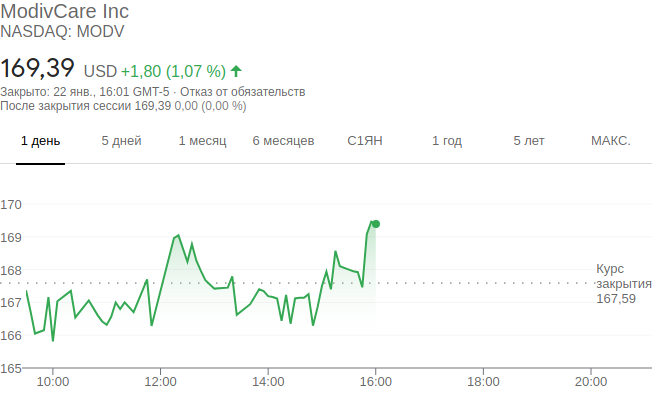 ModivCare Inc
NASDAQ: MODV
169,39 USD +1,80 (1,07 %)
Закрыто: 22 янв., 16:01 GMT-5 · Отказ от обязательств
После закрытия сессии 169,39 0,00 (0,00 %)
1 день 5 дней 1 месяц 6 месяцев С1ЯН 1 год 5 лет МАКС.
170
169
168
167
166
165
Курс
закрытия
167,59
10:00 12:00 14:00 16:00 18:00 20:00